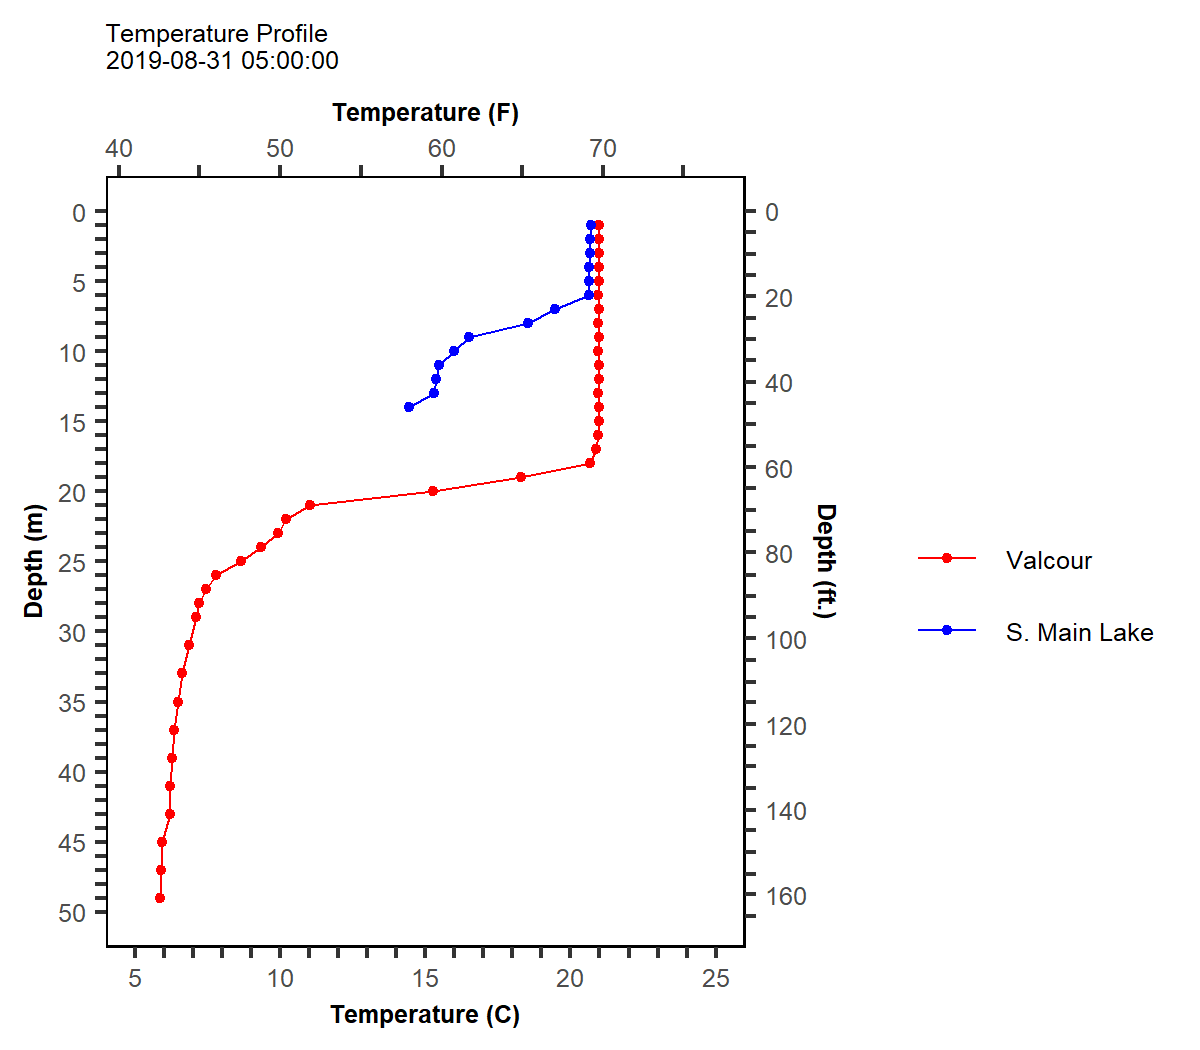 Temperature Profile
2019-08-31 05:00:00
Temperature (F)
40 50 60 70
0
5
10
15
20
25
30
35
40
45
50
Depth (m)
0
20
40
60
80
100
120
140
160
Depth (ft.)
Valcour
S. Main Lake
5 10 15 20 25
Temperature (C)